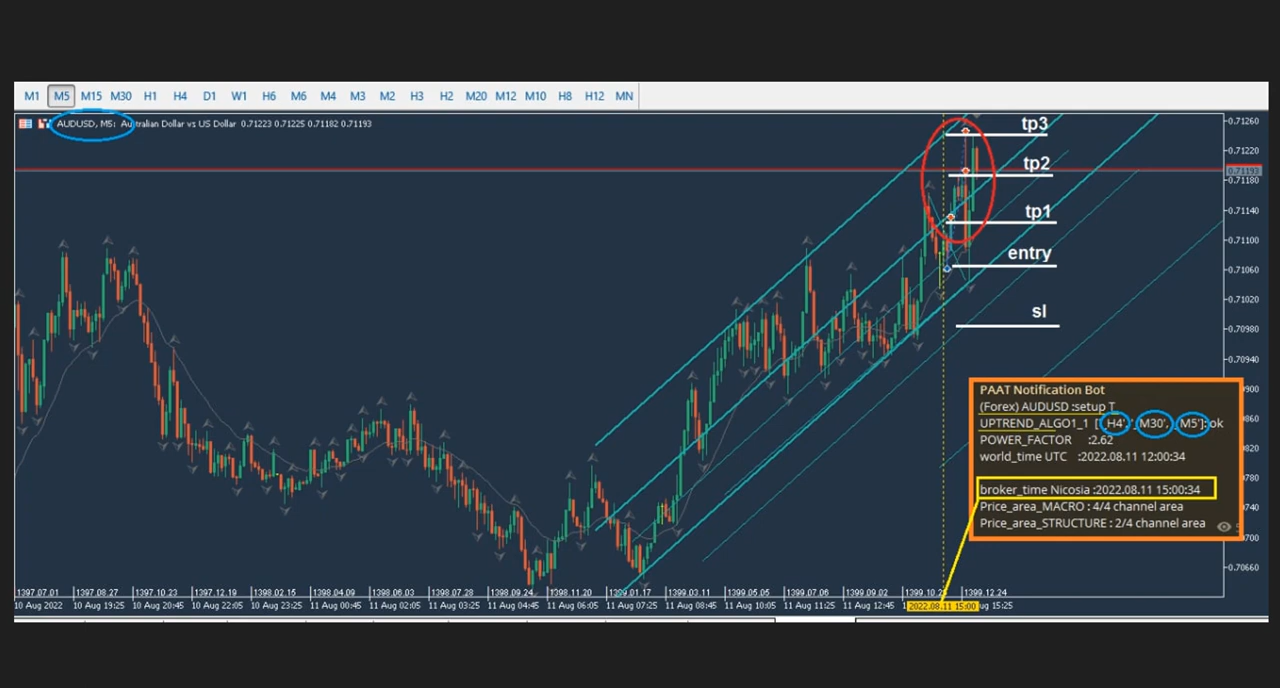 M1 M5 M15 M30 H1 H4 D1 W1 H6 M6 M4 M3 M2 H3 H2 M20 M12 M10 H8 H12 MN
AUDUSD, M5: Australian Dollar vs US Dollar 0.71223 0.71225 0.71182 0.71193
tp3
tp2
tp1
entry
sl
0.71260
0.71220
0.71193
0.71180
0.71140
0.71100
0.71060
0.71020
0.70980
0.70940
PAAT Notification Bot
(Forex) AUDUSD :setup T
UPTREND_ALGO1_1 ['H4', 'M30', 'M5']:ok
POWER_FACTOR :2.62
world_time UTC :2022.08.11 12:00:34
broker_time Nicosia :2022.08.11 15:00:34
Price_area_MACRO : 4/4 channel area
Price_area_STRUCTURE : 2/4 channel area
0.70660
1397.07.01 1397.08.27 1397.10.23 1397.12.19 1398.02.15 1398.04.09 1398.06.03 1398.07.28 1398.09.24 1398.11.20 1399.01.17 1399.03.11 1399.05.05 1399.07.06 1399.09.02 1399.10.2 1399.12.24
10 Aug 2022 10 Aug 19:25 10 Aug 20:45 10 Aug 22:05 10 Aug 23:25 11 Aug 00:45 11 Aug 02:05 11 Aug 03:25 11 Aug 04:45 11 Aug 06:05 11 Aug 07:25 11 Aug 08:45 11 Aug 10:05 11 Aug 11:25 11 Aug 12:45 2022.08.11 15:00 ug 15:25